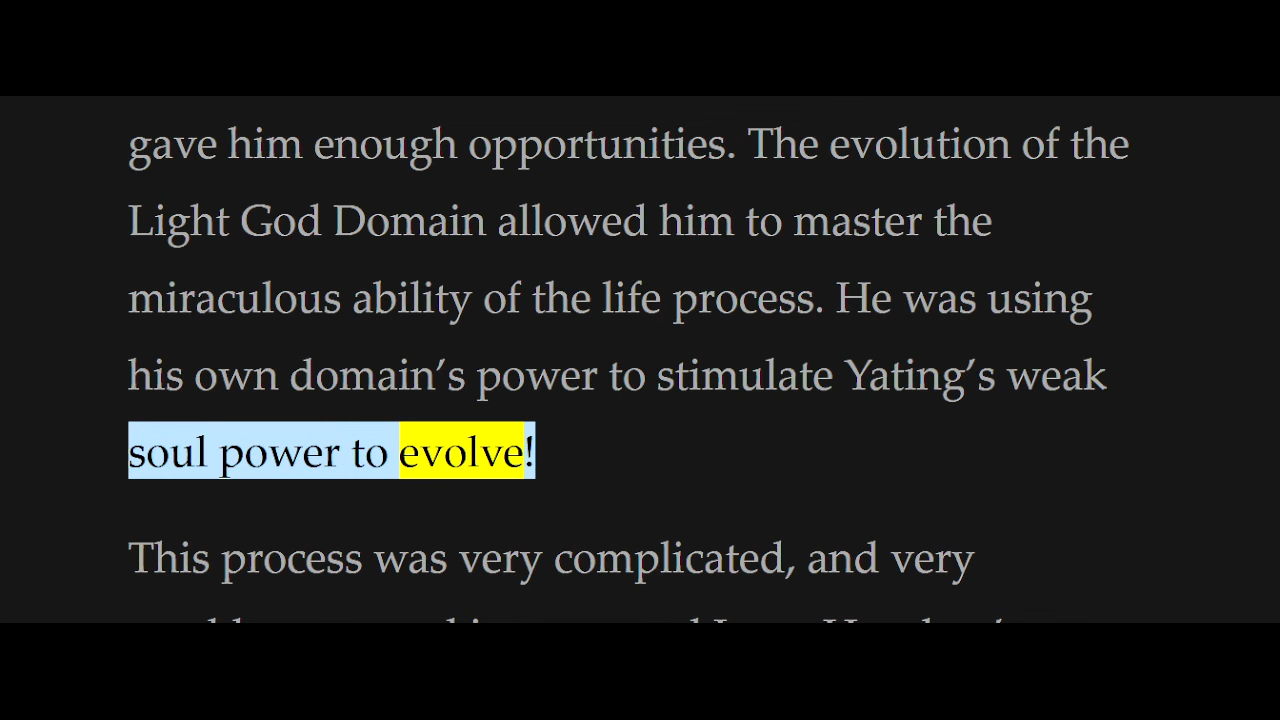 gave him enough opportunities. The evolution of the
Light God Domain allowed him to master the
miraculous ability of the life process. He was using
his own domain’s power to stimulate Yating’s weak
soul power to evolve!
This process was very complicated, and very